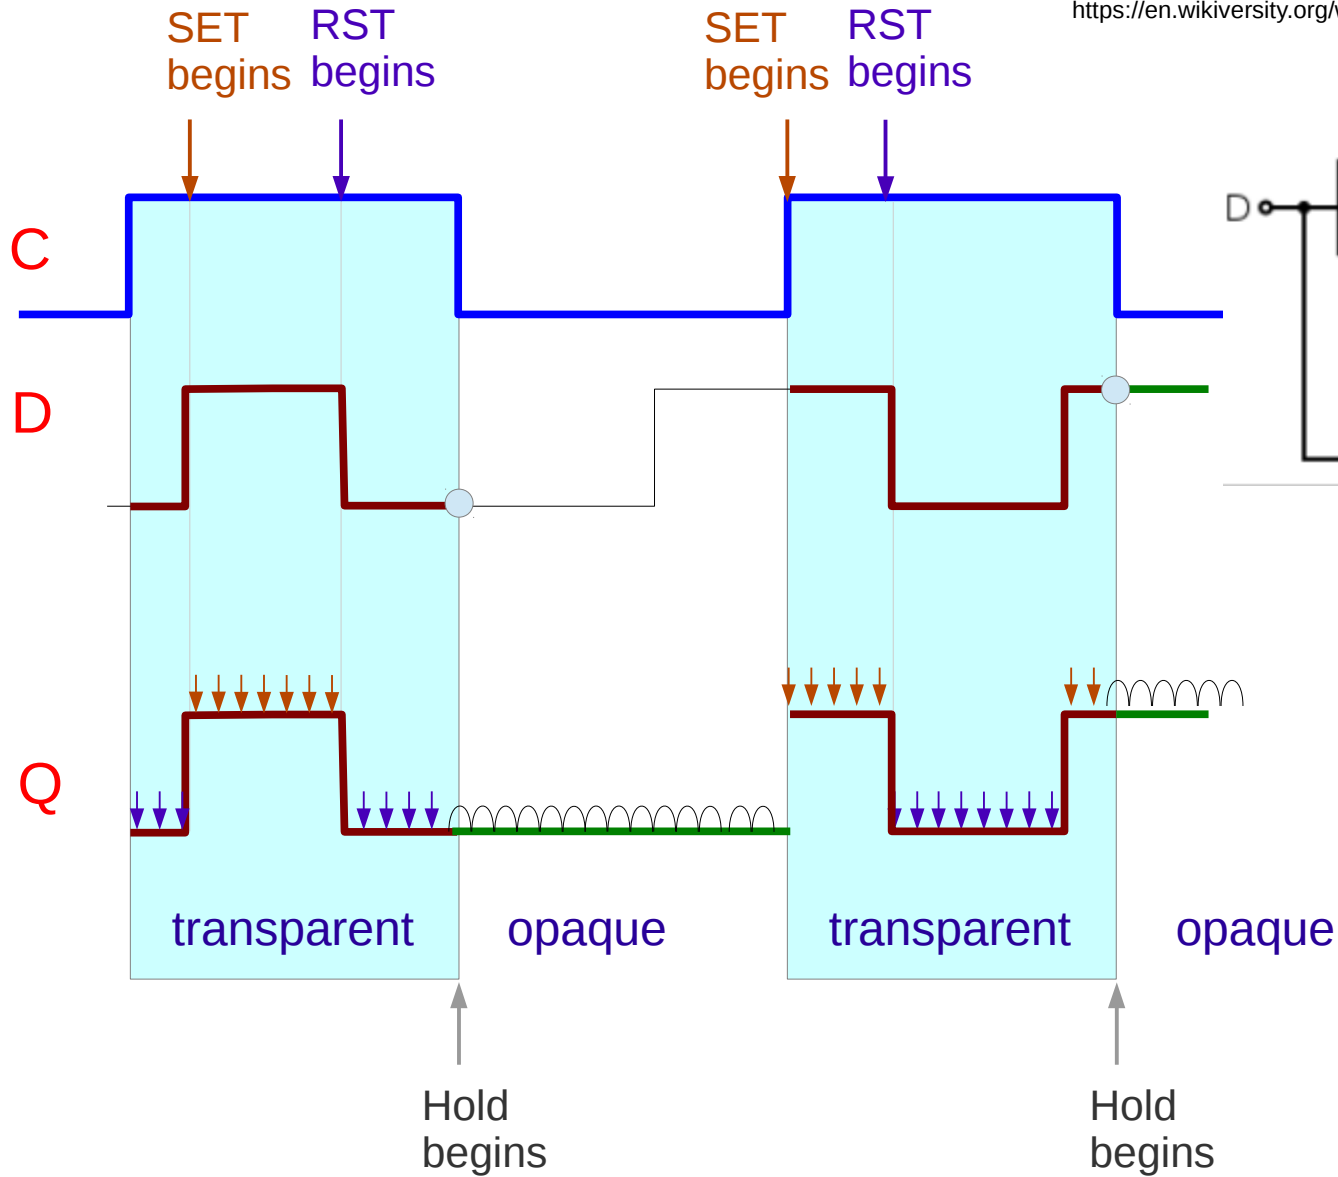 https://en.wikiversity.org/
SET begins
RST begins
SET begins
RST begins
C
D
D
Q
transparent
opaque
transparent
opaque
Hold begins
Hold begins